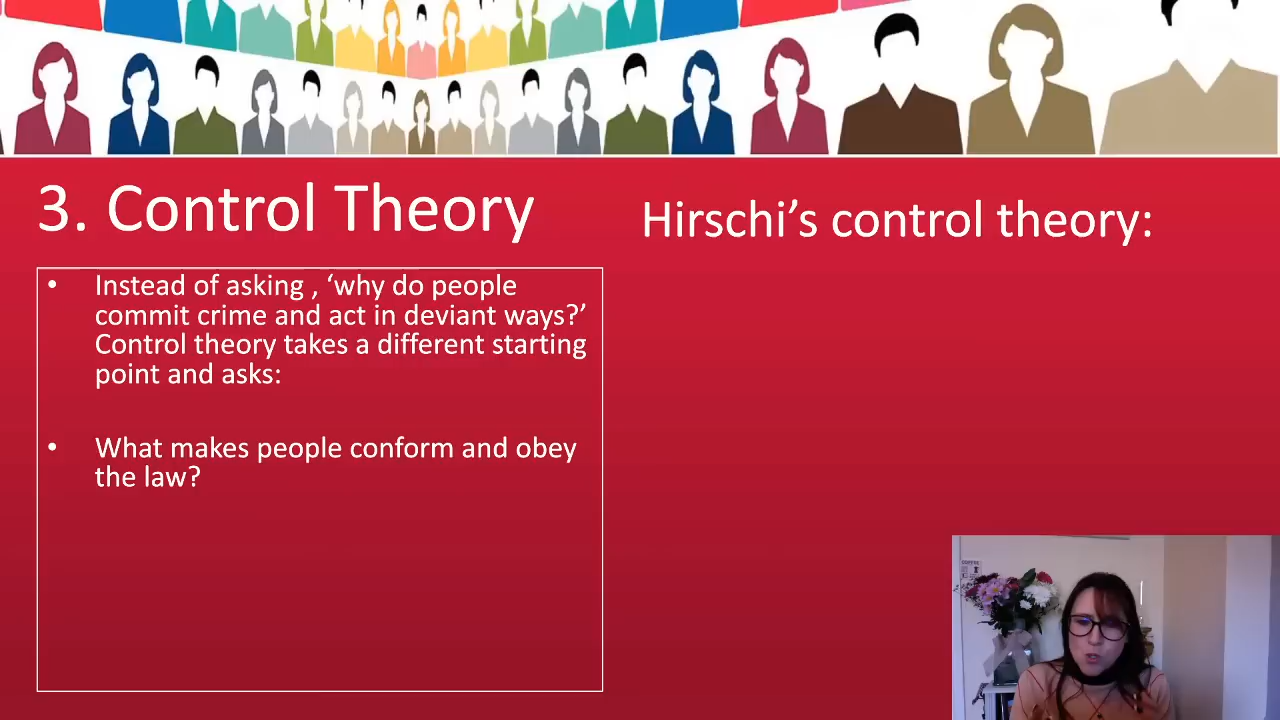 3. Control Theory
Hirschi’s control theory:
• Instead of asking , ‘why do people
commit crime and act in deviant ways?’
Control theory takes a different starting
point and asks:
• What makes people conform and obey
the law?